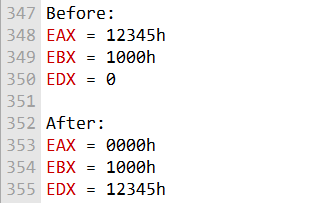 347 Before:
348 EAX = 12345h
349 EBX = 1000h
350 EDX = 0
351
352 After:
353 EAX = 0000h
354 EBX = 1000h
355 EDX = 12345h